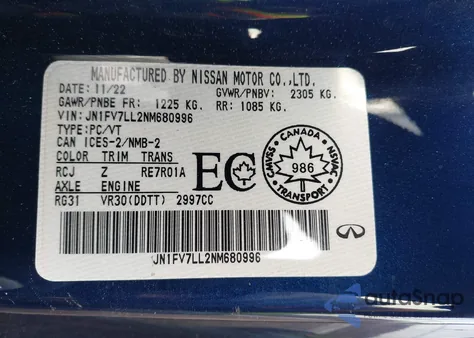 MANUFACTURED BY NISSAN MOTOR CO.,LTD.
DATE: 11/22 GVWR/PNBV: 2305 KG.
GAWR/PNBE FR: 1225 KG. RR: 1085 KG.
VIN: JN1FV7LL2NM680996
TYPE:PC/VT
CAN ICES-2/NMB-2
COLOR TRIM TRANS
RCJ Z RE7R01A
AXLE ENGINE
RG31 VR30(DDTT) 2997CC
EC
CANADA
CMVSS NSVAC
986
TRANSPORT
JN1FV7LL2NM680996
autoSnap